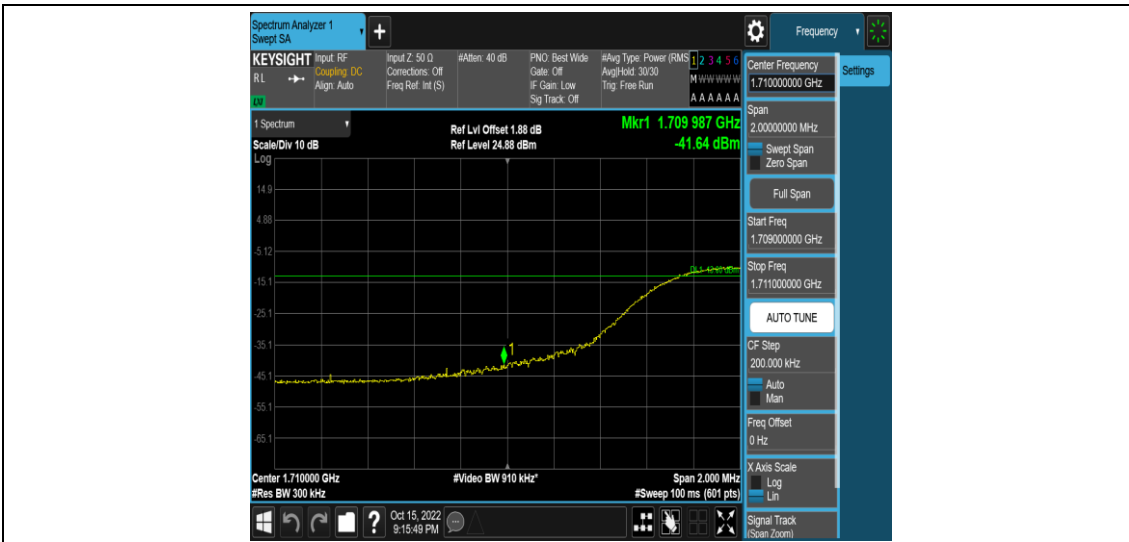 Spectrum Analyzer 1
Swept SA
Frequency
KEYSIGHT Input: RF Input Z: 50 Ω #Atten: 40 dB PNO: Best Wide #Avg Type: Power (RMS 1 2 3 4 5 6
RL Coupling: DC Corrections: Off Gate: Off Avg|Hold: 30/30 M W W W W W
Align: Auto Freq Ref: Int (S) IF Gain: Low Trig: Free Run
Sig Track: Off A A A A A A
1 Spectrum Ref Lvl Offset 1.88 dB Mkr1 1.709 987 GHz
Scale/Div 10 dB Ref Level 24.88 dBm -41.64 dBm
Log
14.9
4.88
-5.12
-15.1
-25.1
-35.1
1
-45.1
-55.1
-65.1
Center 1.710000 GHz #Video BW 910 kHz* Span 2.000 MHz
#Res BW 300 kHz #Sweep 100 ms (601 pts)
Oct 15, 2022
9:15:49 PM
?
Center Frequency
1.710000000 GHz
Settings
Span
2.00000000 MHz
Swept Span
Zero Span
Full Span
Start Freq
1.709000000 GHz
Stop Freq
1.711000000 GHz
AUTO TUNE
CF Step
200.000 kHz
Auto
Man
Freq Offset
0 Hz
X Axis Scale
Log
Lin
Signal Track
(Span Zoom)